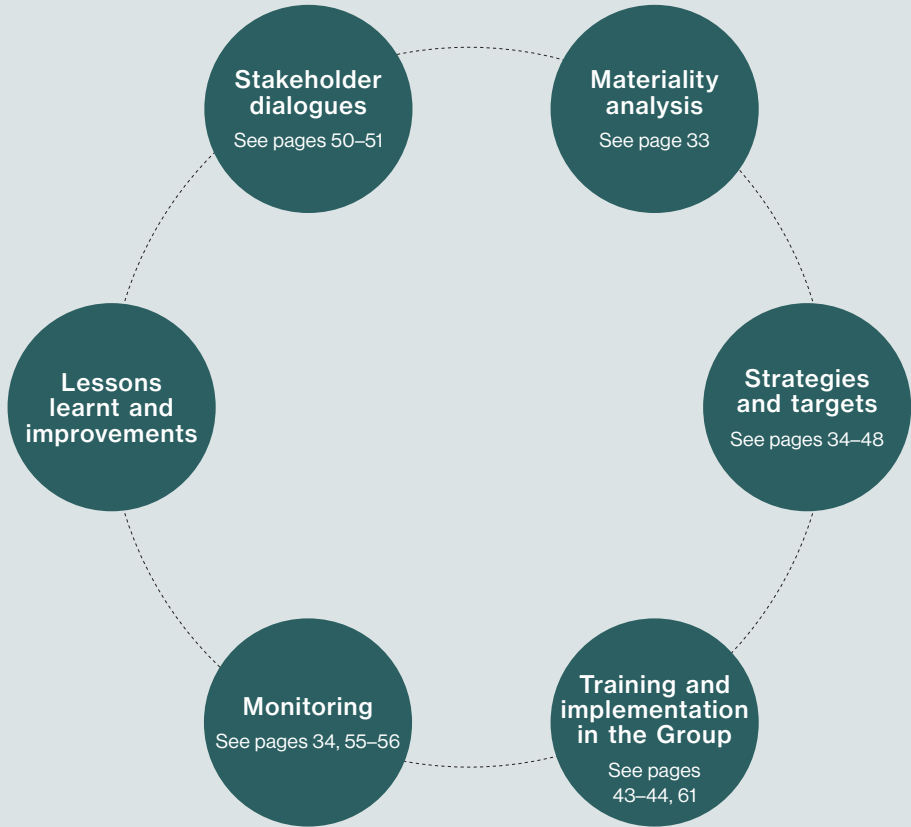 Stakeholder
dialogues
See pages 50–51
Materiality
analysis
See page 33
Strategies
and targets
See pages 34–48
Training and
implementation
in the Group
See pages
43–44, 61
Monitoring
See pages 34, 55–56
Lessons
learnt and
improvements